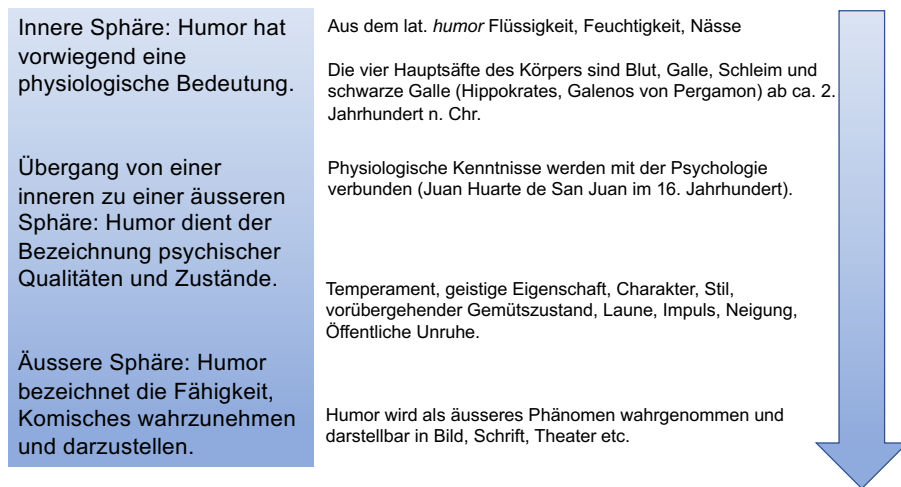 Innere Sphäre: Humor hat
vorwiegend eine
physiologische Bedeutung.
Aus dem lat. humor Flüssigkeit, Feuchtigkeit, Nässe
Die vier Hauptsäfte des Körpers sind Blut, Galle, Schleim und
schwarze Galle (Hippokrates, Galenos von Pergamon) ab ca. 2.
Jahrhundert n. Chr.
Übergang von einer
inneren zu einer äusseren
Sphäre: Humor dient der
Bezeichnung psychischer
Qualitäten und Zustände.
Physiologische Kenntnisse werden mit der Psychologie
verbunden (Juan Huarte de San Juan im 16. Jahrhundert).
Temperament, geistige Eigenschaft, Charakter, Stil,
vorübergehender Gemütszustand, Laune, Impuls, Neigung,
Öffentliche Unruhe.
Äussere Sphäre: Humor
bezeichnet die Fähigkeit,
Komisches wahrzunehmen
und darzustellen.
Humor wird als äusseres Phänomen wahrgenommen und
darstellbar in Bild, Schrift, Theater etc.